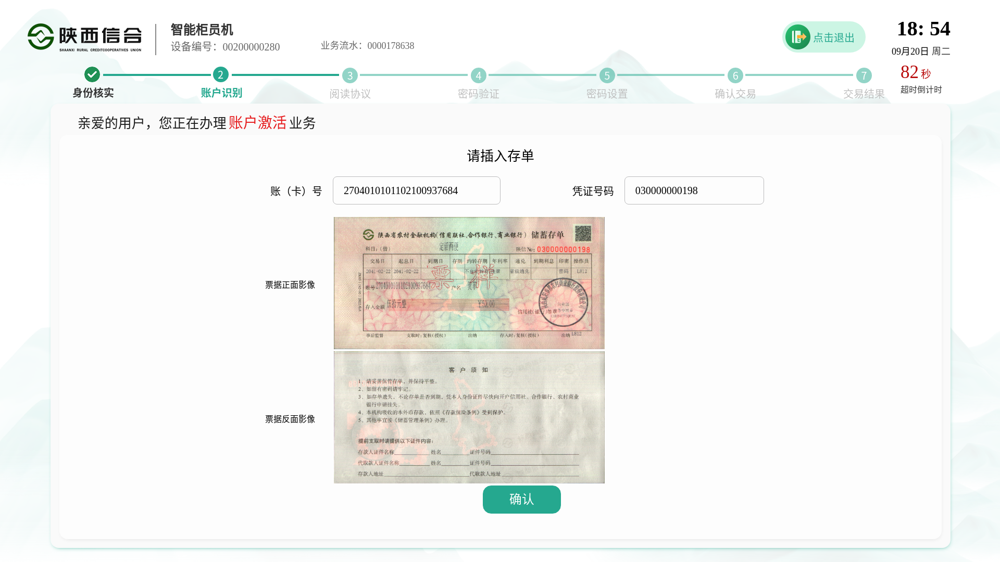 陕西信合
SHAANXI RURAL CREDITCOOPERATIVES UNION
智能柜员机
设备编号：00200000280
业务流水：0000178638
点击退出
18: 54
09月20日 周二
82 秒
超时倒计时
2 3 4 5 6 7
身份核实 账户识别 阅读协议 密码验证 密码设置 确认交易 交易结果
亲爱的用户，您正在办理 账户激活 业务
请插入存单
账（卡）号 2704010101102100937684 凭证号码 030000000198
票据正面影像
陕西省农村金融机构(信用联社、合作银行、商业银行) 储蓄存单
定活两便
科目:（借） 陕信№: 030000000198
交易日 起息日 到期日 存期 约转存期 年利率 通兑 到期利息 印密 操作员
2041-02-22 2041-02-22 省级通兑 密码 L812
票样
账号 2704010101102100937684 户名
存入金额 伍拾元整 ¥50.00
信用社(银行)签章
事后监督 支取时:复核(授权) 出纳 存入时:复核(授权) 出纳 L812
票据反面影像
客户须知
1、请妥善保管存单，并保持平整。
2、如留有密码请牢记。
3、如存单遗失，不论存单是否到期，凭本人身份证件尽快向开户信用社、合作银行、农村商业
银行申请挂失。
4、本机构吸收的本外币存款，依照《存款保险条例》受到保护。
5、其他事宜按《储蓄管理条例》办理。
提前支取时请提供以下证件内容:
存款人证件名称 姓名 证件号码
代取款人证件名称 姓名 证件号码
存款人地址 代取款人地址
确认